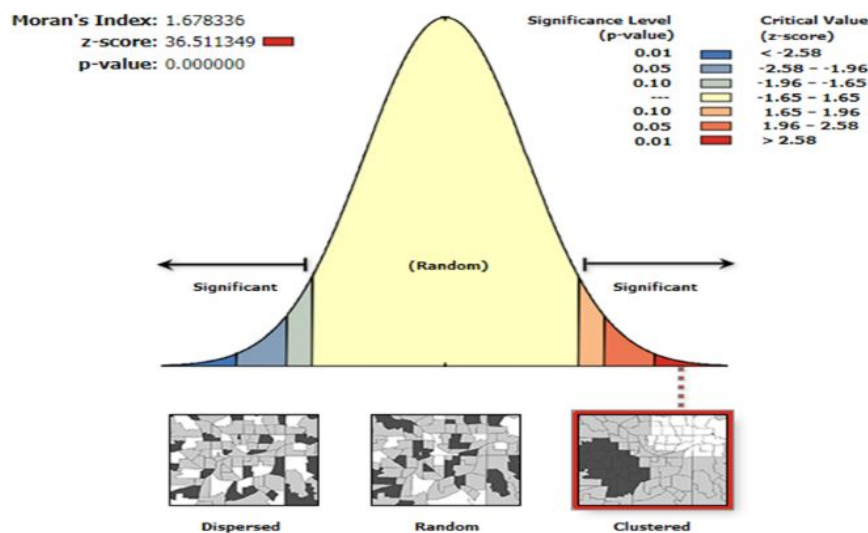 Moran's Index: 1.678336
z-score: 36.511349
p-value: 0.000000
Significance Level
(p-value)
Critical Value
(z-score)
0.01 < -2.58
0.05 -2.58 - -1.96
0.10 -1.96 - -1.65
--- -1.65 - 1.65
0.10 1.65 - 1.96
0.05 1.96 - 2.58
0.01 > 2.58
(Random)
Significant
Significant
Dispersed
Random
Clustered